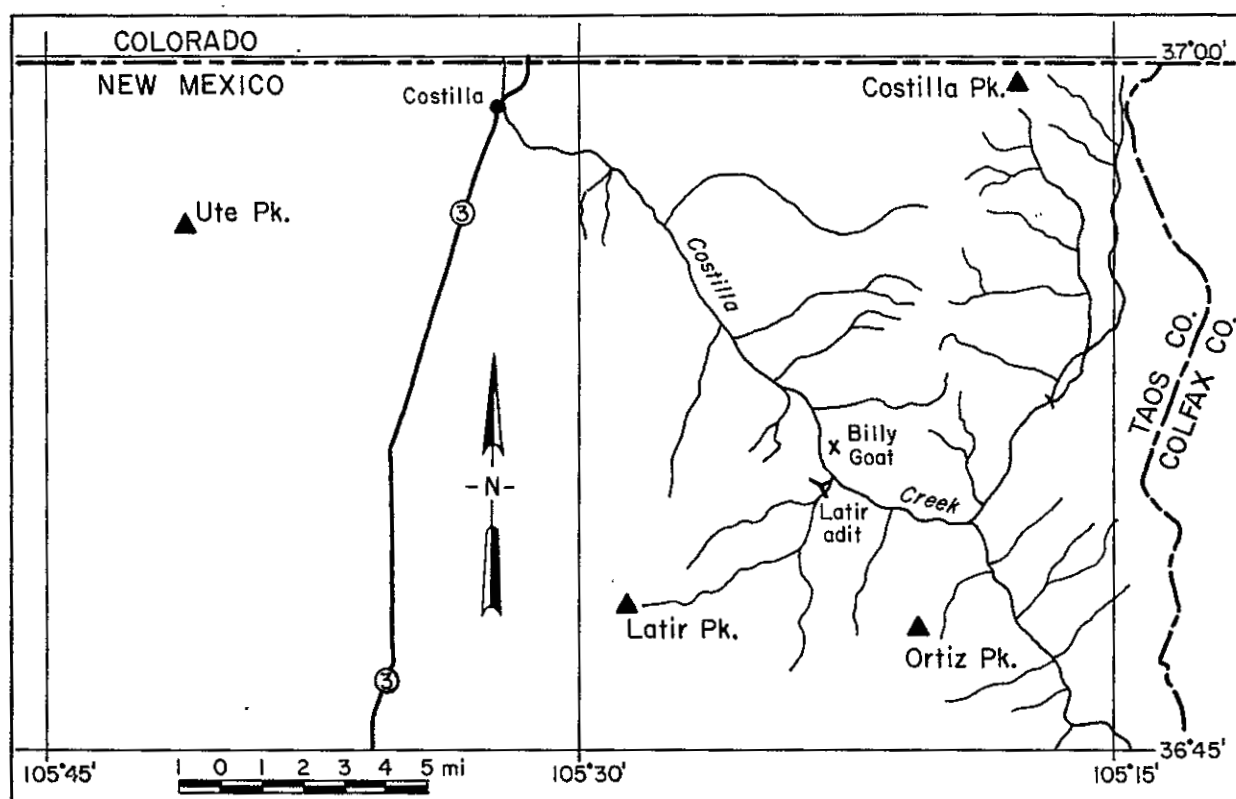 COLORADO
NEW MEXICO
37°00'
Costilla
Costilla Pk.
Ute Pk.
3
Costilla
TAOS CO.
COLFAX CO.
Billy
Goat
-N-
Creek
Latir
adit
Latir Pk.
Ortiz Pk.
3
36°45'
105°45'
1 0 1 2 3 4 5 mi
105°30'
105°15'